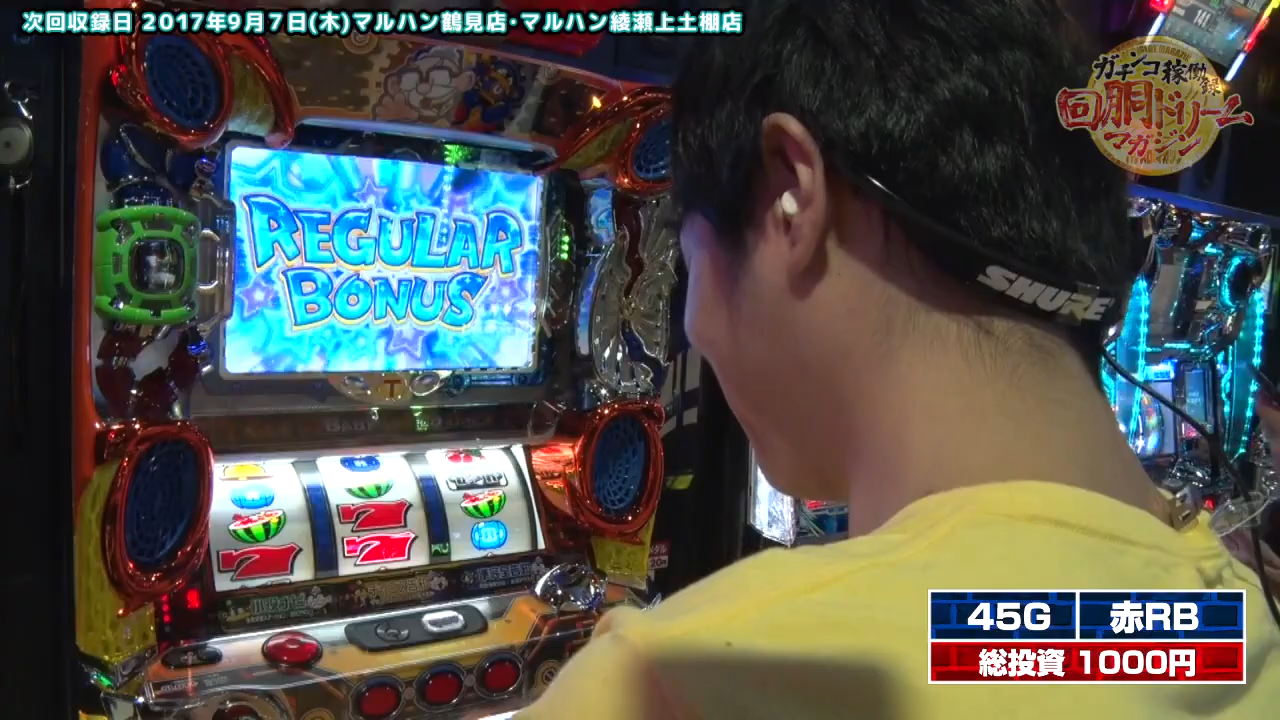 次回収録日 2017年9月7日(木)マルハン鶴見店･マルハン綾瀬上土棚店
ガチンコ稼働録
回胴ドリーム
マガジン
REGULAR
BONUS
SHURE
T
7
7
7
45G 赤RB
総投資 1000円